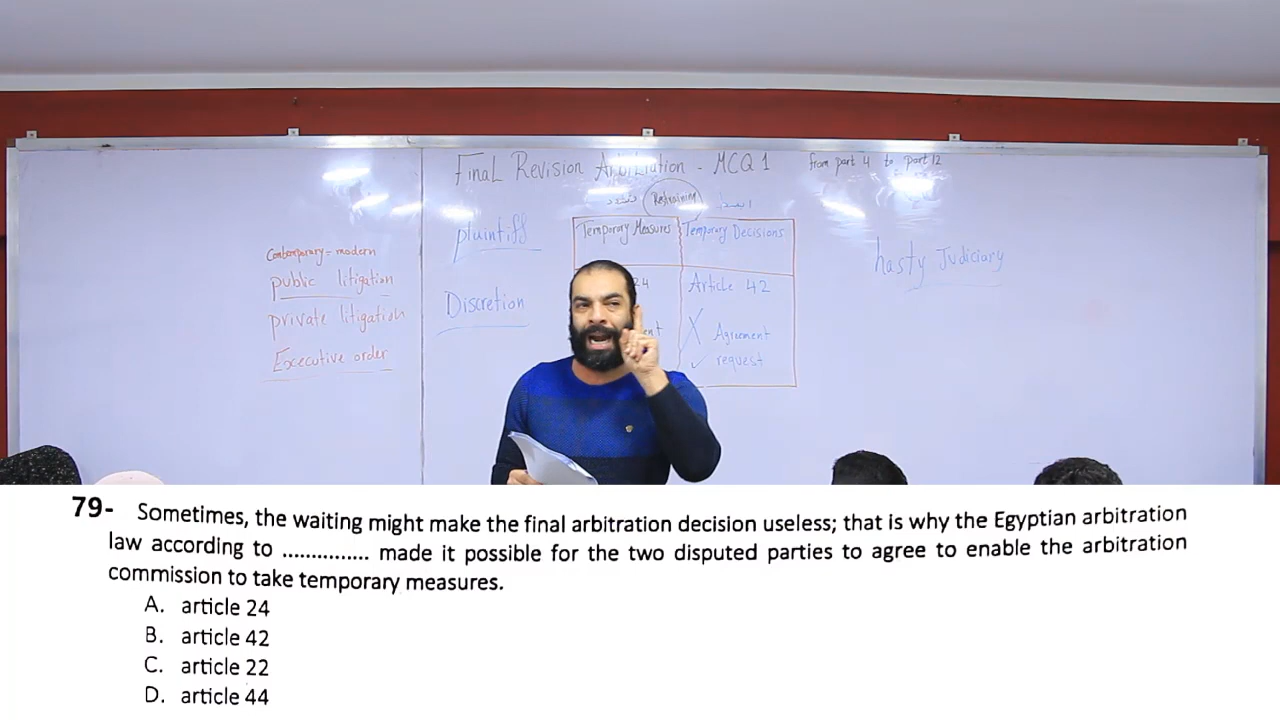 Final Revision Arbitration - MCQ 1
from part 4 to part 12
Restraining
plaintiff
Temporary Measures
Temporary Decisions
hasty Judiciary
Contemporary = modern
public litigation
private litigation
Executive order
Discretion
24
Article 42
Agreement
request
79- Sometimes, the waiting might make the final arbitration decision useless; that is why the Egyptian arbitration
law according to ............... made it possible for the two disputed parties to agree to enable the arbitration
commission to take temporary measures.
A. article 24
B. article 42
C. article 22
D. article 44